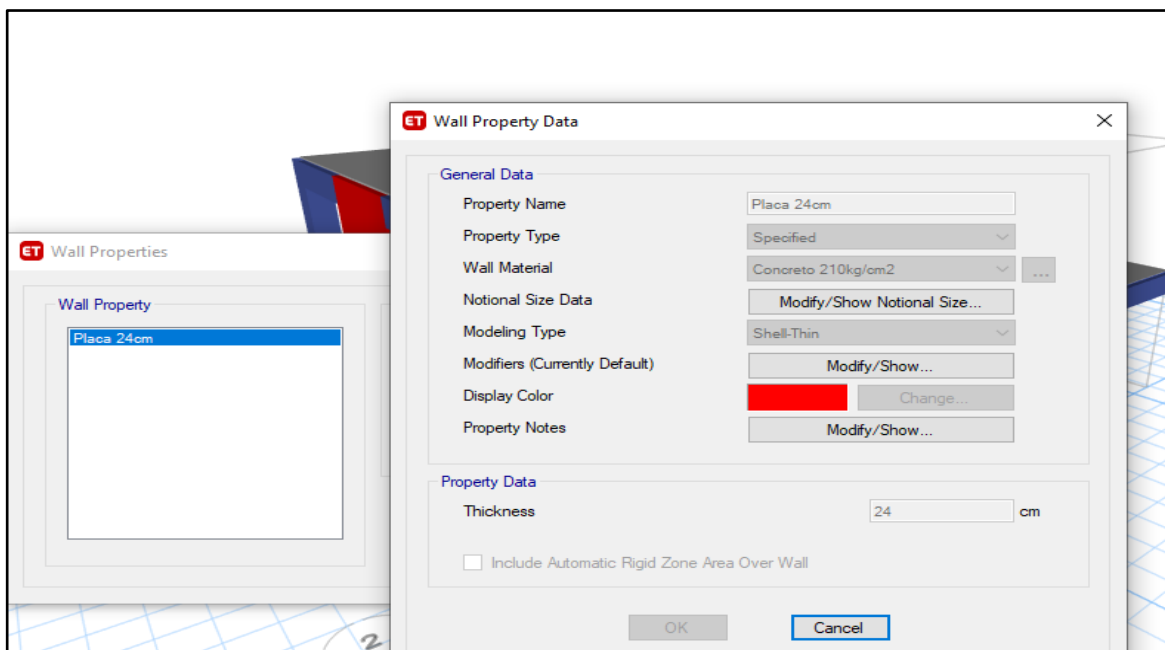 ET Wall Property Data
General Data
Property Name Placa 24cm
Property Type Specified
Wall Material Concreto 210kg/cm2 ...
Notional Size Data Modify/Show Notional Size...
Modeling Type Shell-Thin
Modifiers (Currently Default) Modify/Show...
Display Color Change...
Property Notes Modify/Show...
Property Data
Thickness 24 cm
Include Automatic Rigid Zone Area Over Wall
OK Cancel
ET Wall Properties
Wall Property
Placa 24cm
2